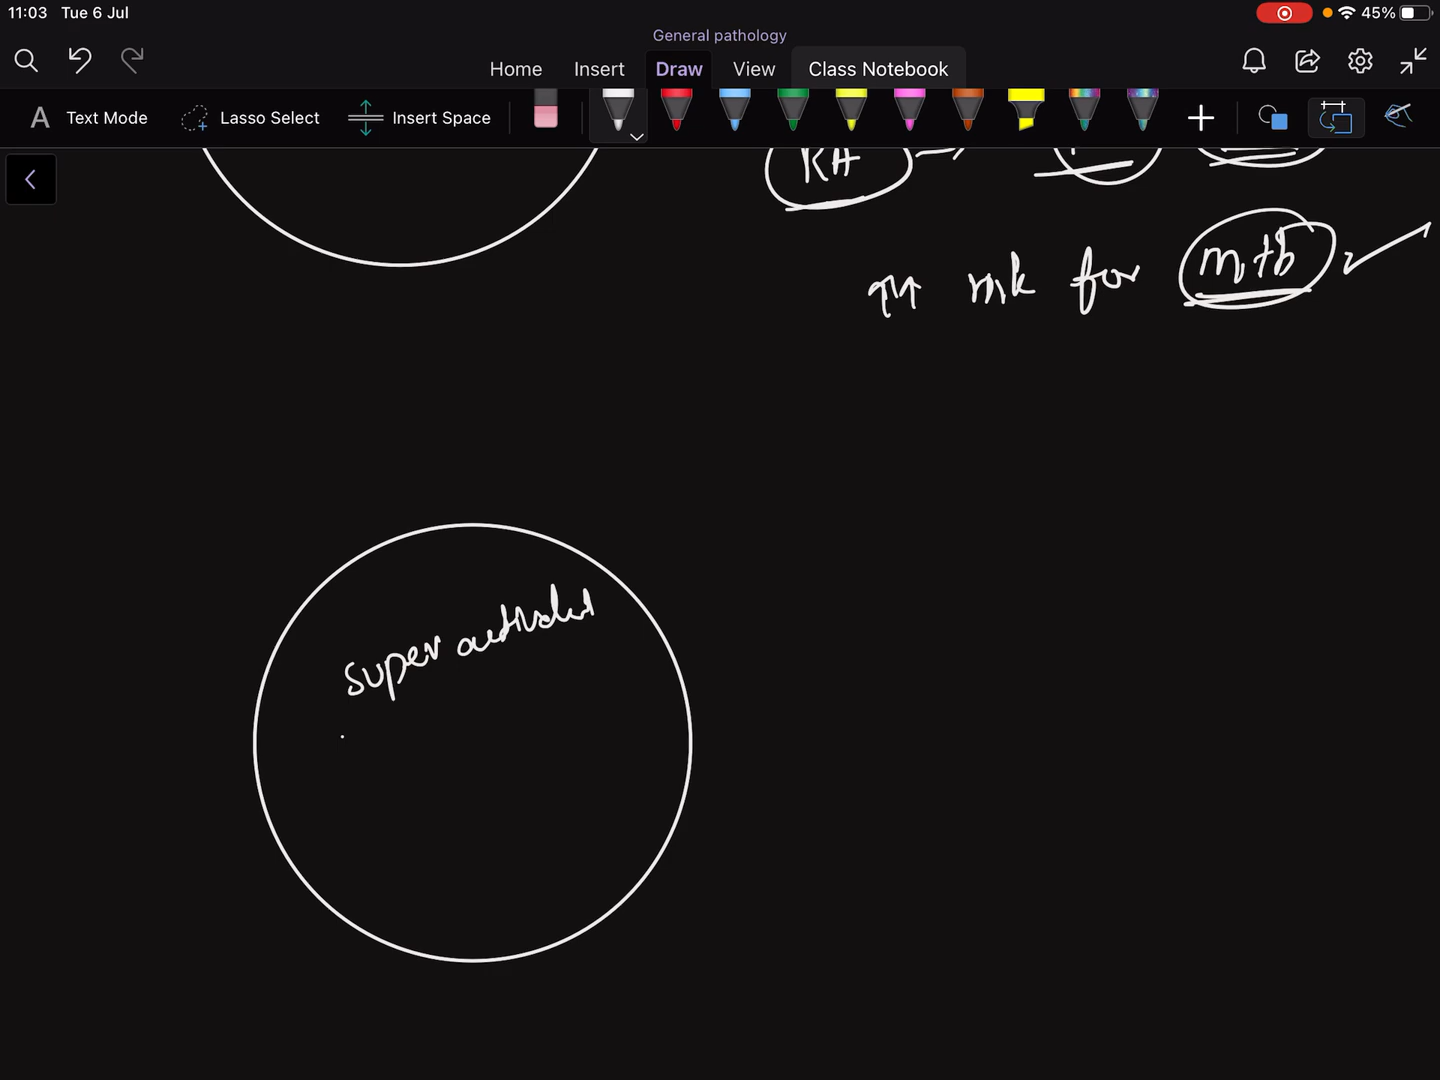 11:03 Tue 6 Jul
45%
General pathology
Home Insert Draw View Class Notebook
A Text Mode Lasso Select Insert Space
RA →
↑↑ risk for mtb ✓
super activated